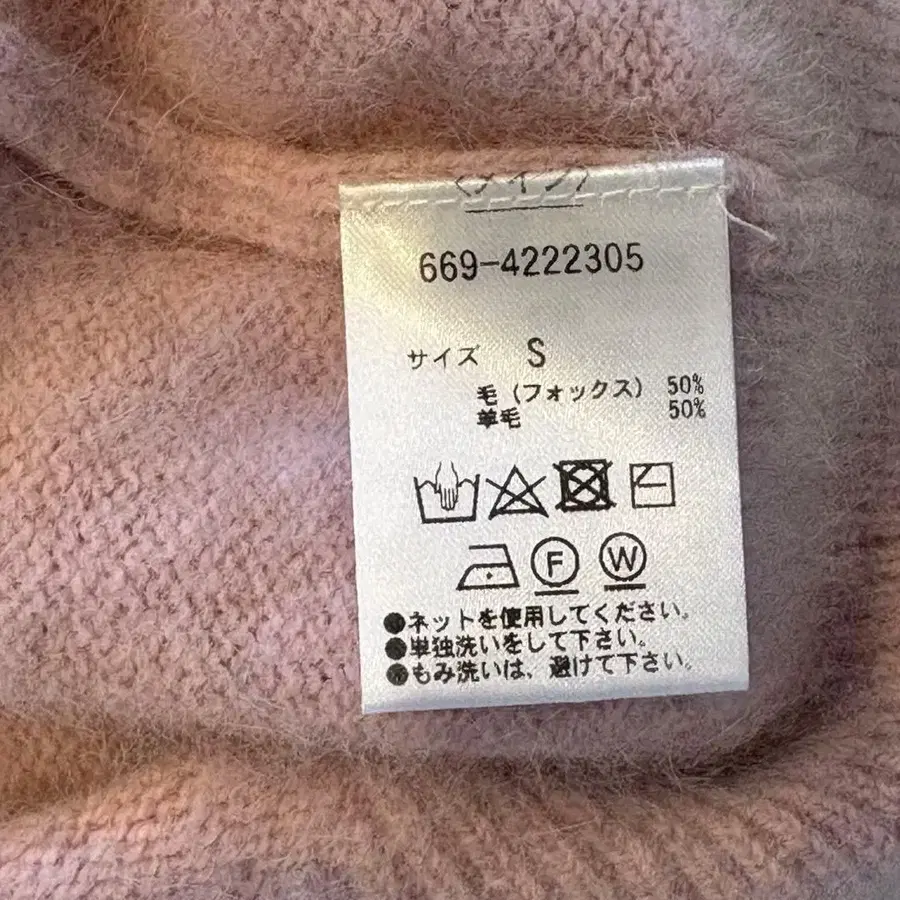 669-4222305
サイズ S
毛（フォックス） 50%
羊毛 50%
F W
●ネットを使用してください。
●単独洗いをして下さい。
●もみ洗いは、避けて下さい。